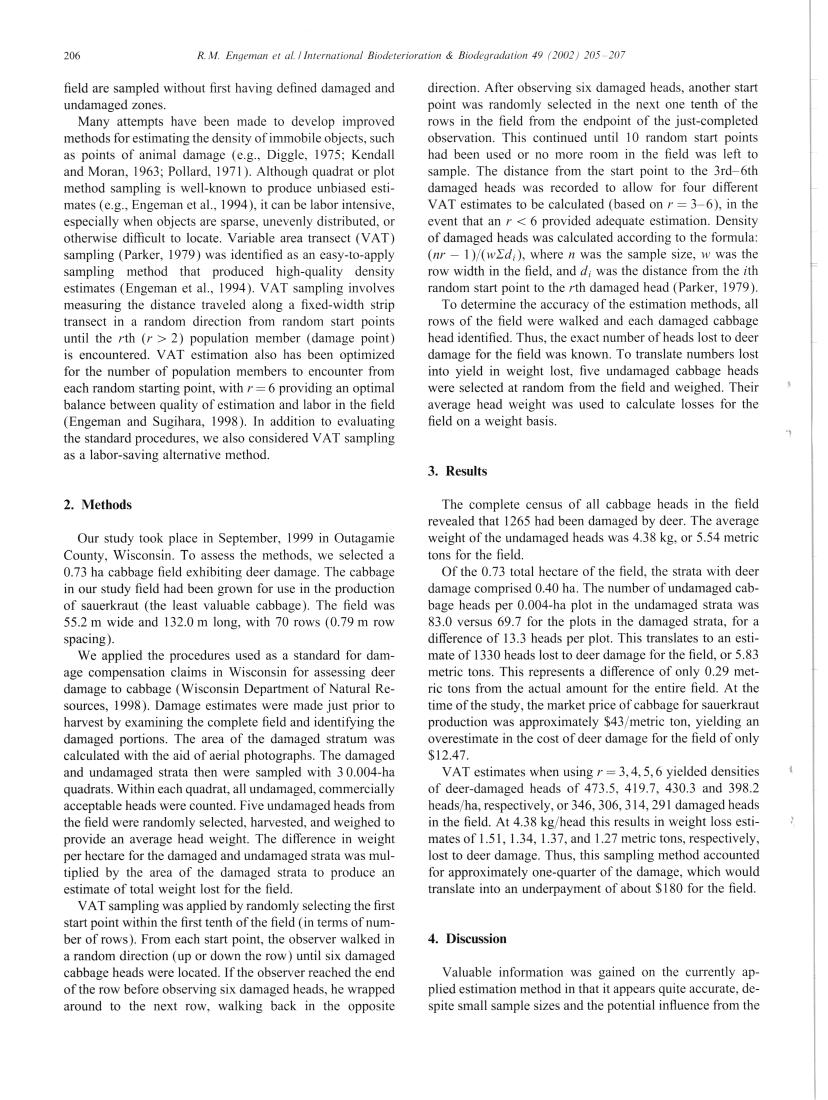 206
R.M. Engeman et al. / International Biodeterioration & Biodegradation 49 (2002) 205–207
field are sampled without first having defined damaged and
undamaged zones.
Many attempts have been made to develop improved
methods for estimating the density of immobile objects, such
as points of animal damage (e.g., Diggle, 1975; Kendall
and Moran, 1963; Pollard, 1971). Although quadrat or plot
method sampling is well-known to produce unbiased esti-
mates (e.g., Engeman et al., 1994), it can be labor intensive,
especially when objects are sparse, unevenly distributed, or
otherwise difficult to locate. Variable area transect (VAT)
sampling (Parker, 1979) was identified as an easy-to-apply
sampling method that produced high-quality density
estimates (Engeman et al., 1994). VAT sampling involves
measuring the distance traveled along a fixed-width strip
transect in a random direction from random start points
until the rth (r > 2) population member (damage point)
is encountered. VAT estimation also has been optimized
for the number of population members to encounter from
each random starting point, with r = 6 providing an optimal
balance between quality of estimation and labor in the field
(Engeman and Sugihara, 1998). In addition to evaluating
the standard procedures, we also considered VAT sampling
as a labor-saving alternative method.
2. Methods
Our study took place in September, 1999 in Outagamie
County, Wisconsin. To assess the methods, we selected a
0.73 ha cabbage field exhibiting deer damage. The cabbage
in our study field had been grown for use in the production
of sauerkraut (the least valuable cabbage). The field was
55.2 m wide and 132.0 m long, with 70 rows (0.79 m row
spacing).
We applied the procedures used as a standard for dam-
age compensation claims in Wisconsin for assessing deer
damage to cabbage (Wisconsin Department of Natural Re-
sources, 1998). Damage estimates were made just prior to
harvest by examining the complete field and identifying the
damaged portions. The area of the damaged stratum was
calculated with the aid of aerial photographs. The damaged
and undamaged strata then were sampled with 3 0.004-ha
quadrats. Within each quadrat, all undamaged, commercially
acceptable heads were counted. Five undamaged heads from
the field were randomly selected, harvested, and weighed to
provide an average head weight. The difference in weight
per hectare for the damaged and undamaged strata was mul-
tiplied by the area of the damaged strata to produce an
estimate of total weight lost for the field.
VAT sampling was applied by randomly selecting the first
start point within the first tenth of the field (in terms of num-
ber of rows). From each start point, the observer walked in
a random direction (up or down the row) until six damaged
cabbage heads were located. If the observer reached the end
of the row before observing six damaged heads, he wrapped
around to the next row, walking back in the opposite
direction. After observing six damaged heads, another start
point was randomly selected in the next one tenth of the
rows in the field from the endpoint of the just-completed
observation. This continued until 10 random start points
had been used or no more room in the field was left to
sample. The distance from the start point to the 3rd–6th
damaged heads was recorded to allow for four different
VAT estimates to be calculated (based on r = 3–6), in the
event that an r < 6 provided adequate estimation. Density
of damaged heads was calculated according to the formula:
(nr − 1)/(wΣdᵢ), where n was the sample size, w was the
row width in the field, and dᵢ was the distance from the ith
random start point to the rth damaged head (Parker, 1979).
To determine the accuracy of the estimation methods, all
rows of the field were walked and each damaged cabbage
head identified. Thus, the exact number of heads lost to deer
damage for the field was known. To translate numbers lost
into yield in weight lost, five undamaged cabbage heads
were selected at random from the field and weighed. Their
average head weight was used to calculate losses for the
field on a weight basis.
3. Results
The complete census of all cabbage heads in the field
revealed that 1265 had been damaged by deer. The average
weight of the undamaged heads was 4.38 kg, or 5.54 metric
tons for the field.
Of the 0.73 total hectare of the field, the strata with deer
damage comprised 0.40 ha. The number of undamaged cab-
bage heads per 0.004-ha plot in the undamaged strata was
83.0 versus 69.7 for the plots in the damaged strata, for a
difference of 13.3 heads per plot. This translates to an esti-
mate of 1330 heads lost to deer damage for the field, or 5.83
metric tons. This represents a difference of only 0.29 met-
ric tons from the actual amount for the entire field. At the
time of the study, the market price of cabbage for sauerkraut
production was approximately $43/metric ton, yielding an
overestimate in the cost of deer damage for the field of only
$12.47.
VAT estimates when using r = 3, 4, 5, 6 yielded densities
of deer-damaged heads of 473.5, 419.7, 430.3 and 398.2
heads/ha, respectively, or 346, 306, 314, 291 damaged heads
in the field. At 4.38 kg/head this results in weight loss esti-
mates of 1.51, 1.34, 1.37, and 1.27 metric tons, respectively,
lost to deer damage. Thus, this sampling method accounted
for approximately one-quarter of the damage, which would
translate into an underpayment of about $180 for the field.
4. Discussion
Valuable information was gained on the currently ap-
plied estimation method in that it appears quite accurate, de-
spite small sample sizes and the potential influence from the